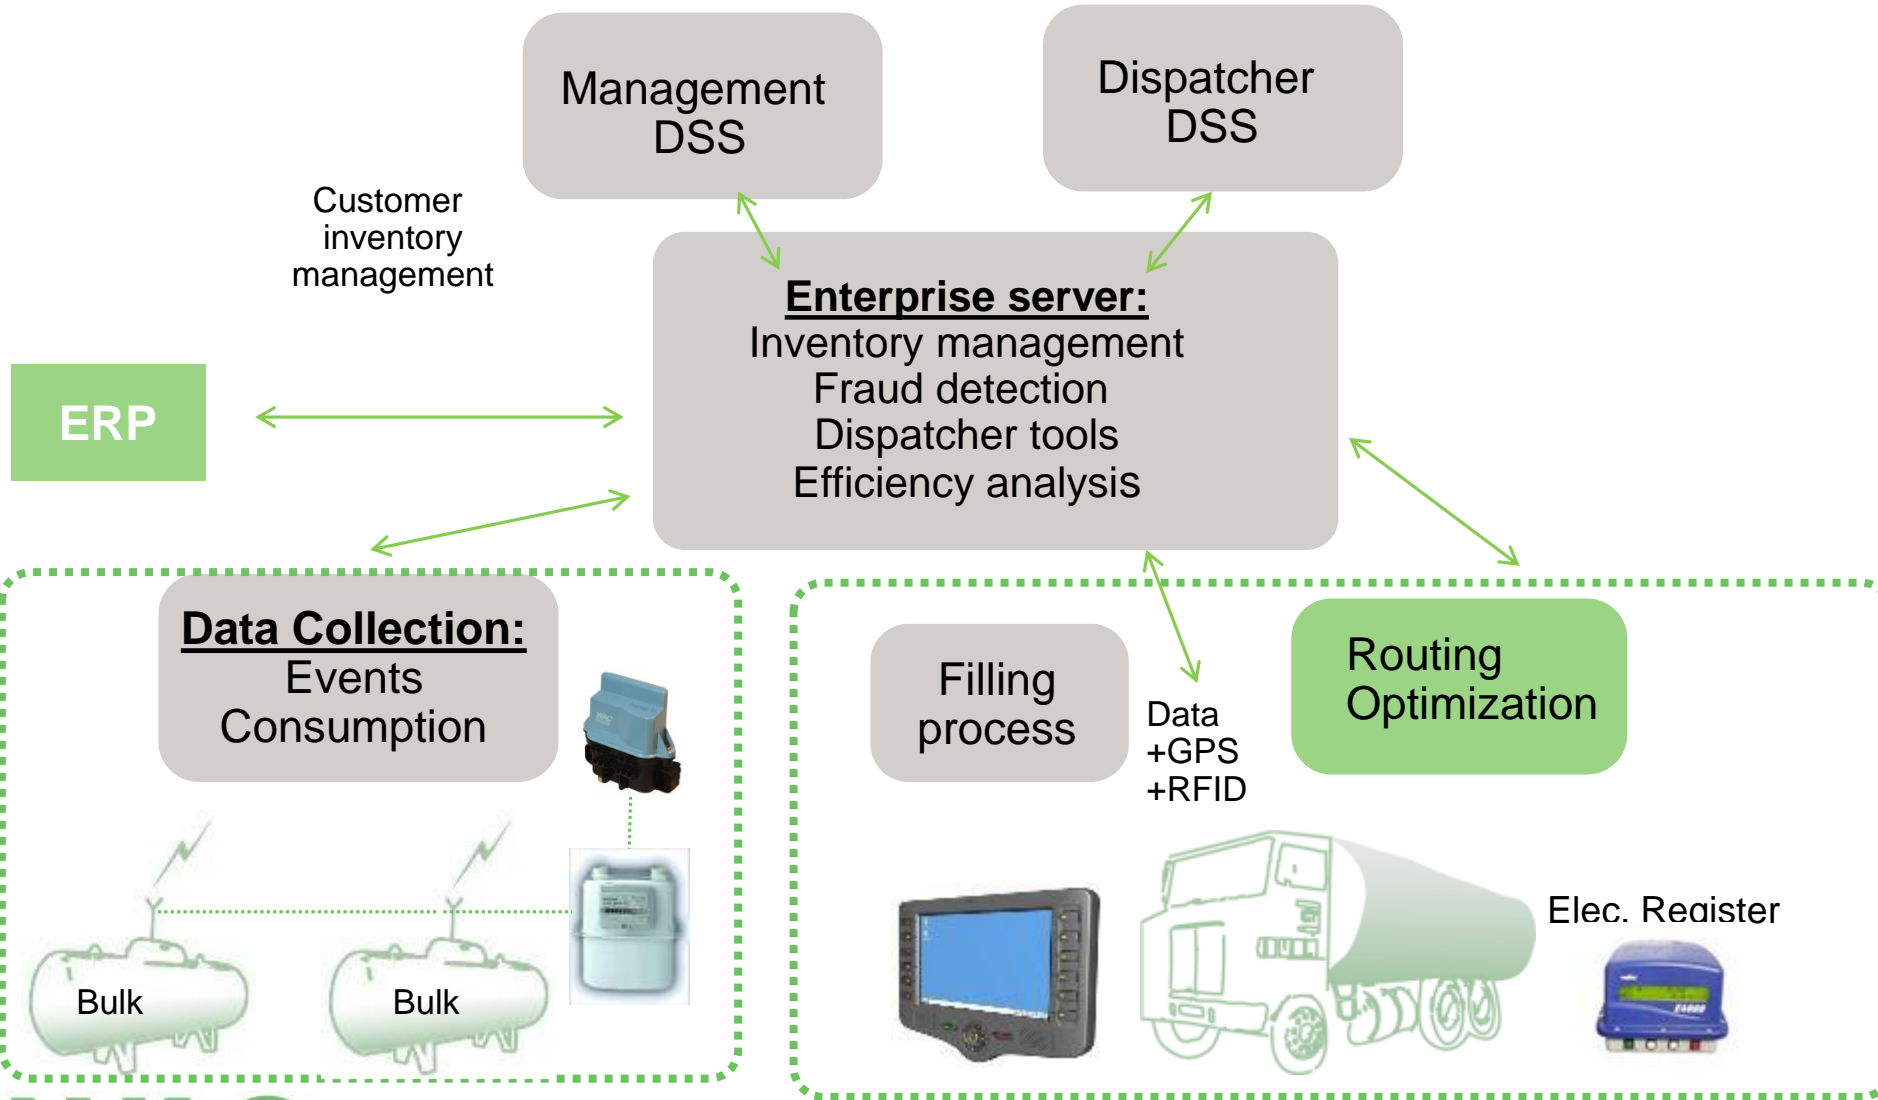 Management
DSS
Dispatcher
DSS
Customer
inventory
management
Enterprise server:
Inventory management
Fraud detection
Dispatcher tools
Efficiency analysis
ERP
Data Collection:
Events
Consumption
Filling
process
Data
+GPS
+RFID
Routing
Optimization
Elec. Register
Bulk
Bulk